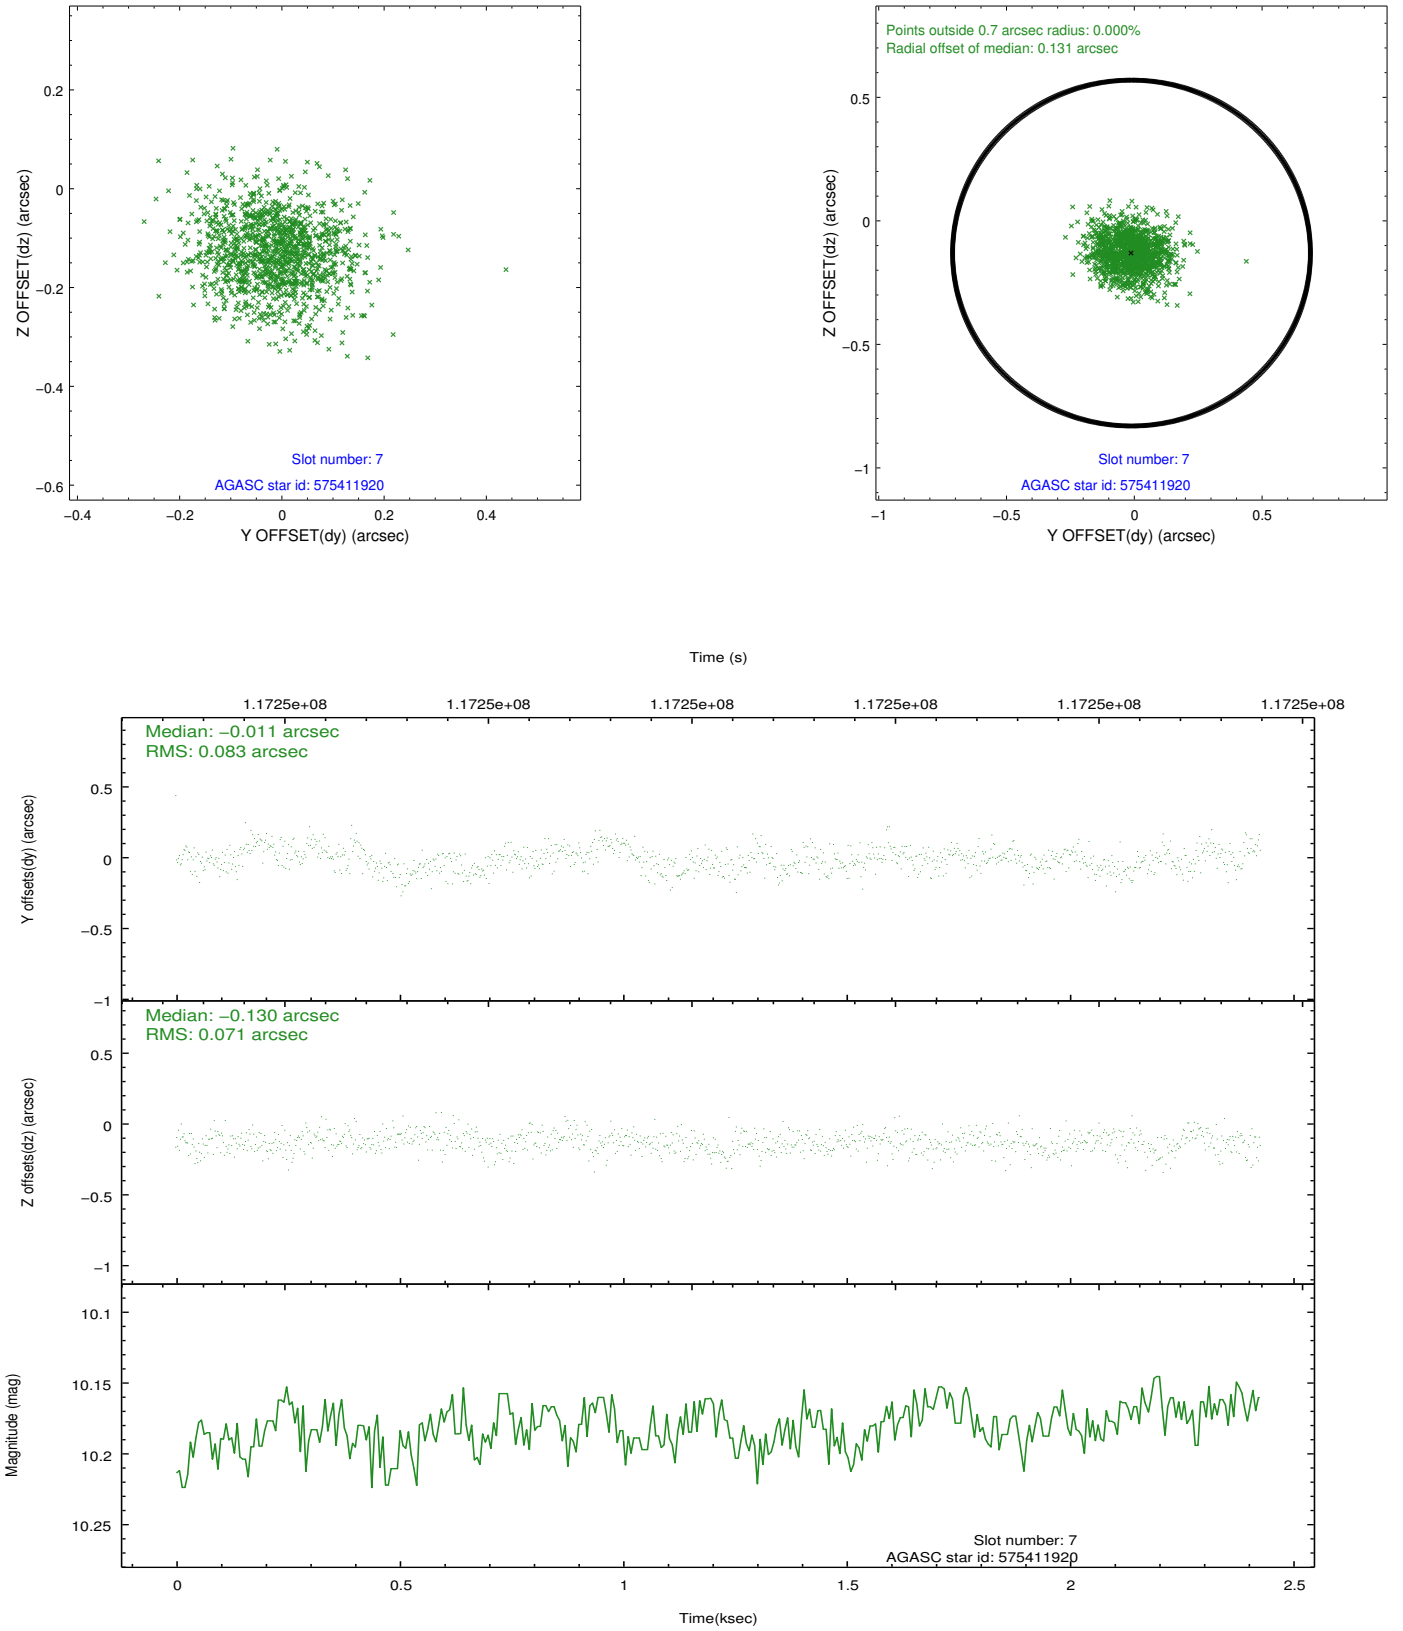 0.2
0
−0.2
−0.4
−0.6
Z OFFSET(dz) (arcsec)
Slot number: 7
AGASC star id: 575411920
−0.4 −0.2 0 0.2 0.4
Y OFFSET(dy) (arcsec)
Points outside 0.7 arcsec radius: 0.000%
Radial offset of median: 0.131 arcsec
0.5
0
−0.5
−1
Z OFFSET(dz) (arcsec)
Slot number: 7
AGASC star id: 575411920
−1 −0.5 0 0.5
Y OFFSET(dy) (arcsec)
Time (s)
1.1725e+08 1.1725e+08 1.1725e+08 1.1725e+08 1.1725e+08 1.1725e+08
Median: −0.011 arcsec
RMS: 0.083 arcsec
0.5
0
−0.5
−1
Y offsets(dy) (arcsec)
Median: −0.130 arcsec
RMS: 0.071 arcsec
0.5
0
−0.5
−1
Z offsets(dz) (arcsec)
10.1
10.15
10.2
10.25
Magnitude (mag)
Slot number: 7
AGASC star id: 575411920
0 0.5 1 1.5 2 2.5
Time(ksec)